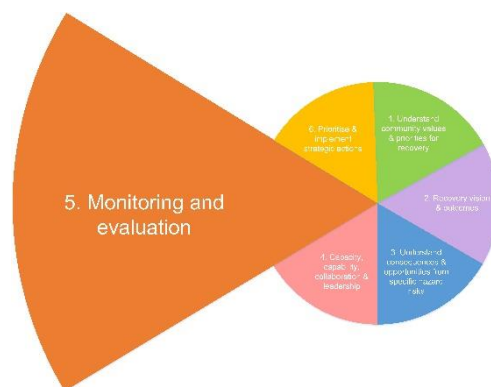 5. Monitoring and
evaluation
6. Prioritise &
implement
strategic actions
1. Understand
community values
& priorities for
recovery
2. Recovery vision
& outcomes
3. Understand
consequences &
opportunities from
specific hazard
risks
4. Capacity,
capability,
collaboration &
leadership